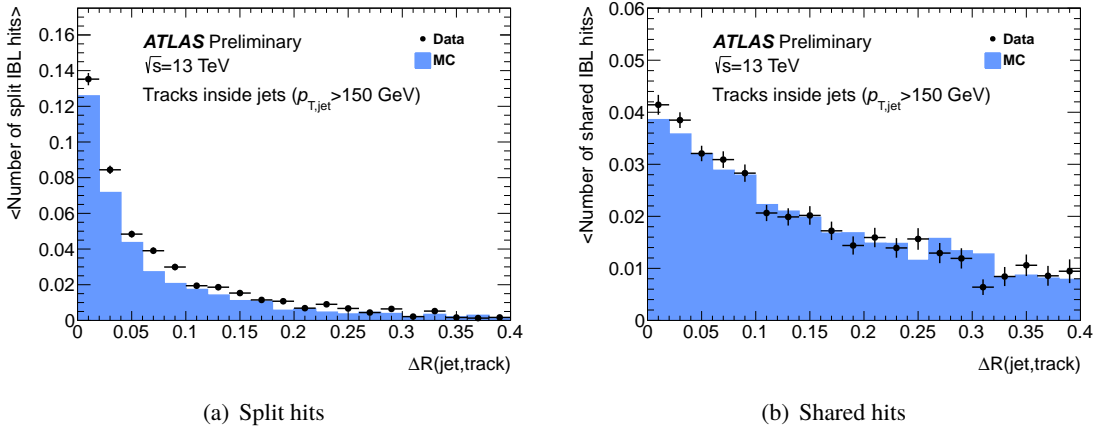 <Number of split IBL hits>
0.16
0.14
0.12
0.1
0.08
0.06
0.04
0.02
0
ATLAS Preliminary
√s=13 TeV
Tracks inside jets (pT,jet>150 GeV)
Data
MC
0 0.05 0.1 0.15 0.2 0.25 0.3 0.35 0.4
ΔR(jet,track)
(a) Split hits
<Number of shared IBL hits>
0.06
0.05
0.04
0.03
0.02
0.01
0
ATLAS Preliminary
√s=13 TeV
Tracks inside jets (pT,jet>150 GeV)
Data
MC
0 0.05 0.1 0.15 0.2 0.25 0.3 0.35 0.4
ΔR(jet,track)
(b) Shared hits